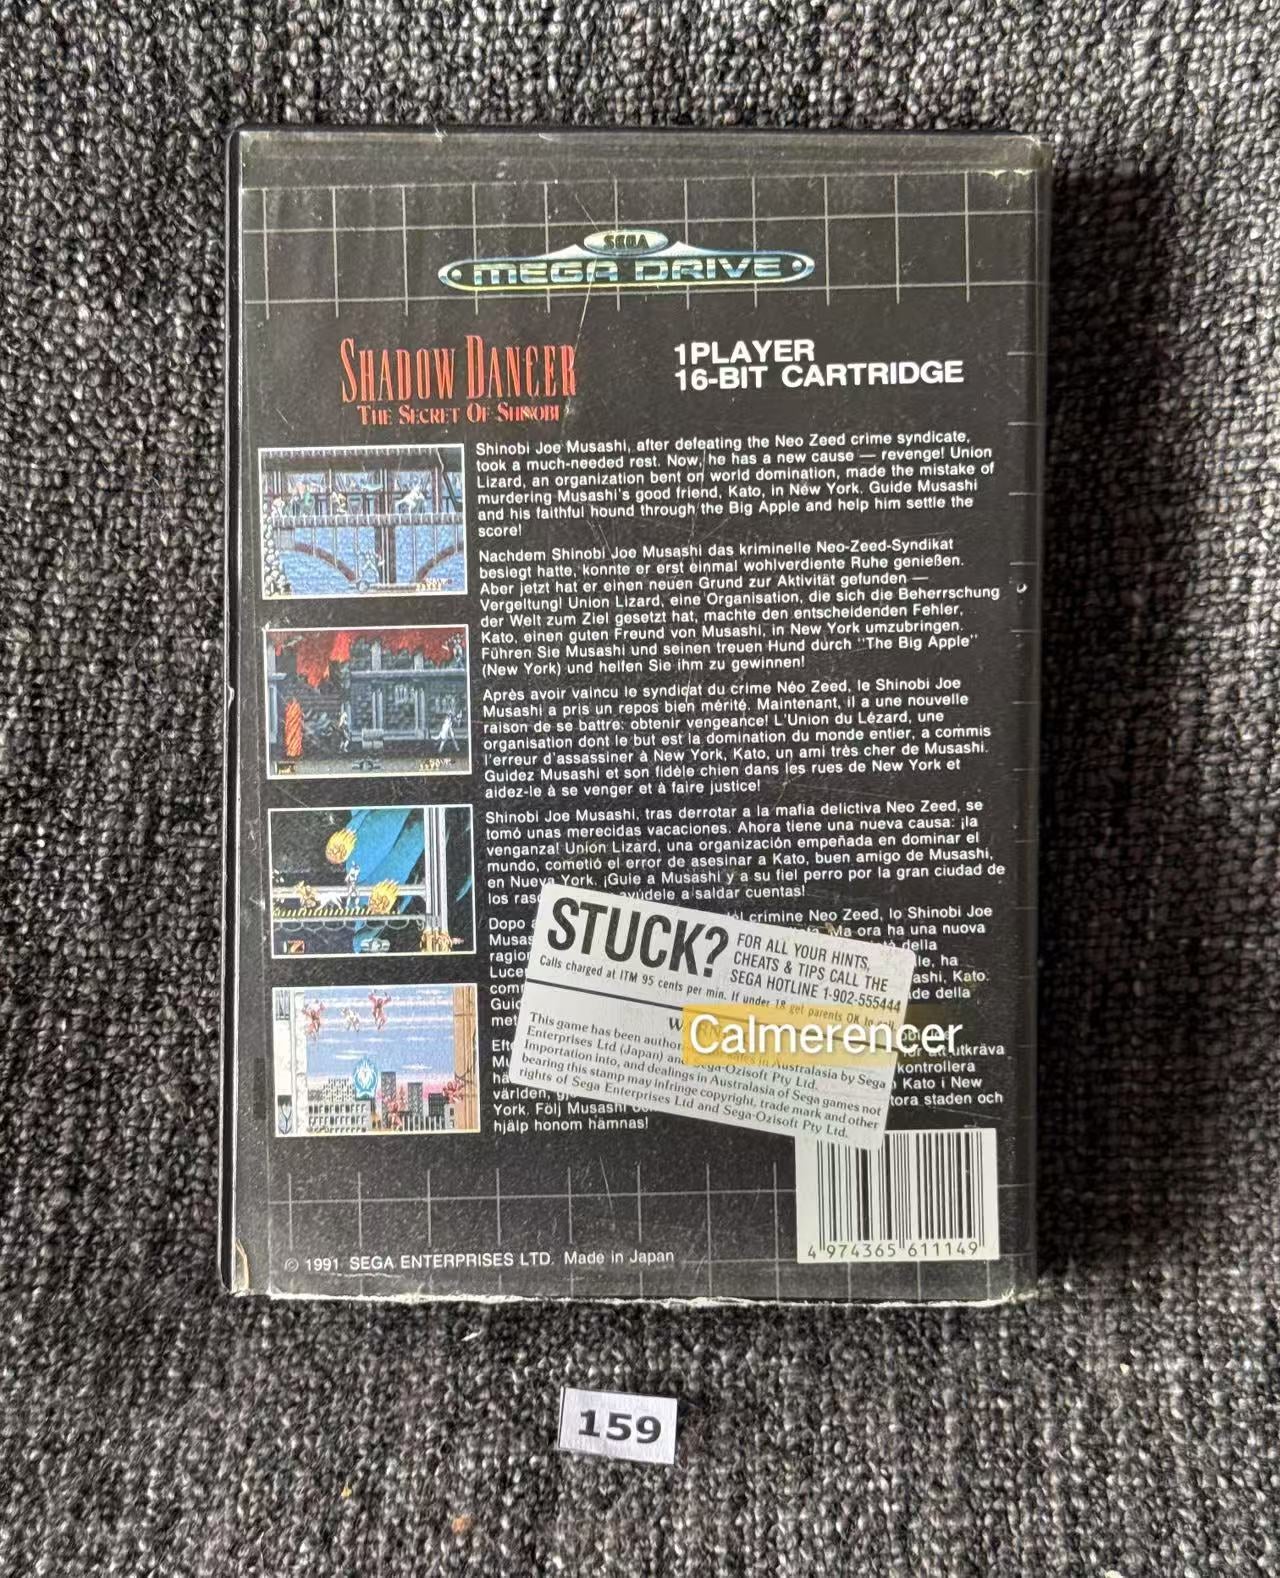 SEGA
MEGA DRIVE
SHADOW DANCER
THE SECRET OF SHINOBI
1 PLAYER
16-BIT CARTRIDGE
Shinobi Joe Musashi, after defeating the Neo Zeed crime syndicate,
took a much-needed rest. Now, he has a new cause — revenge! Union
Lizard, an organization bent on world domination, made the mistake of
murdering Musashi's good friend, Kato, in New York. Guide Musashi
and his faithful hound through the Big Apple and help him settle the
score!
Nachdem Shinobi Joe Musashi das kriminelle Neo-Zeed-Syndikat
besiegt hatte, konnte er erst einmal wohlverdiente Ruhe genießen.
Aber jetzt hat er einen neuen Grund zur Aktivität gefunden —
Vergeltung! Union Lizard, eine Organisation, die sich die Beherrschung
der Welt zum Ziel gesetzt hat, machte den entscheidenden Fehler,
Kato, einen guten Freund von Musashi, in New York umzubringen.
Führen Sie Musashi und seinen treuen Hund durch "The Big Apple"
(New York) und helfen Sie ihm zu gewinnen!
Après avoir vaincu le syndicat du crime Néo Zeed, le Shinobi Joe
Musashi a pris un repos bien mérité. Maintenant, il a une nouvelle
raison de se battre: obtenir vengeance! L'Union du Lézard, une
organisation dont le but est la domination du monde entier, a commis
l'erreur d'assassiner à New York, Kato, un ami très cher de Musashi.
Guidez Musashi et son fidèle chien dans les rues de New York et
aidez-le à se venger et à faire justice!
Shinobi Joe Musashi, tras derrotar a la mafia delictiva Neo Zeed, se
tomó unas merecidas vacaciones. Ahora tiene una nueva causa: ¡la
venganza! Union Lizard, una organización empeñada en dominar el
mundo, cometió el error de asesinar a Kato, buen amigo de Musashi,
en Nueva York. ¡Guie a Musashi y a su fiel perro por la gran ciudad de
los ayúdele a saldar cuentas!
Dopo crimine Neo Zeed, lo Shinobi Joe
Ma ora ha una nuova
della
ha
Kato.
della
utkräva
kontrollera
världen, Kato i New
York. Följ Musashi staden och
hjälp honom hämnas!
STUCK?
FOR ALL YOUR HINTS,
CHEATS & TIPS CALL THE
SEGA HOTLINE 1-902-555444
Calls charged at ITM 95 cents per min. If under 18 get parents OK to
This game has been in Australasia by Sega
Enterprises Ltd (Japan) and Sega-Ozisoft Pty Ltd.
Importation into, and dealings in Australasia of Sega games not
bearing this stamp may infringe copyright, trade mark and other
rights of Sega Enterprises Ltd and Sega-Ozisoft Pty Ltd.
Calmerencer
4 974365 611149
© 1991 SEGA ENTERPRISES LTD. Made in Japan
159